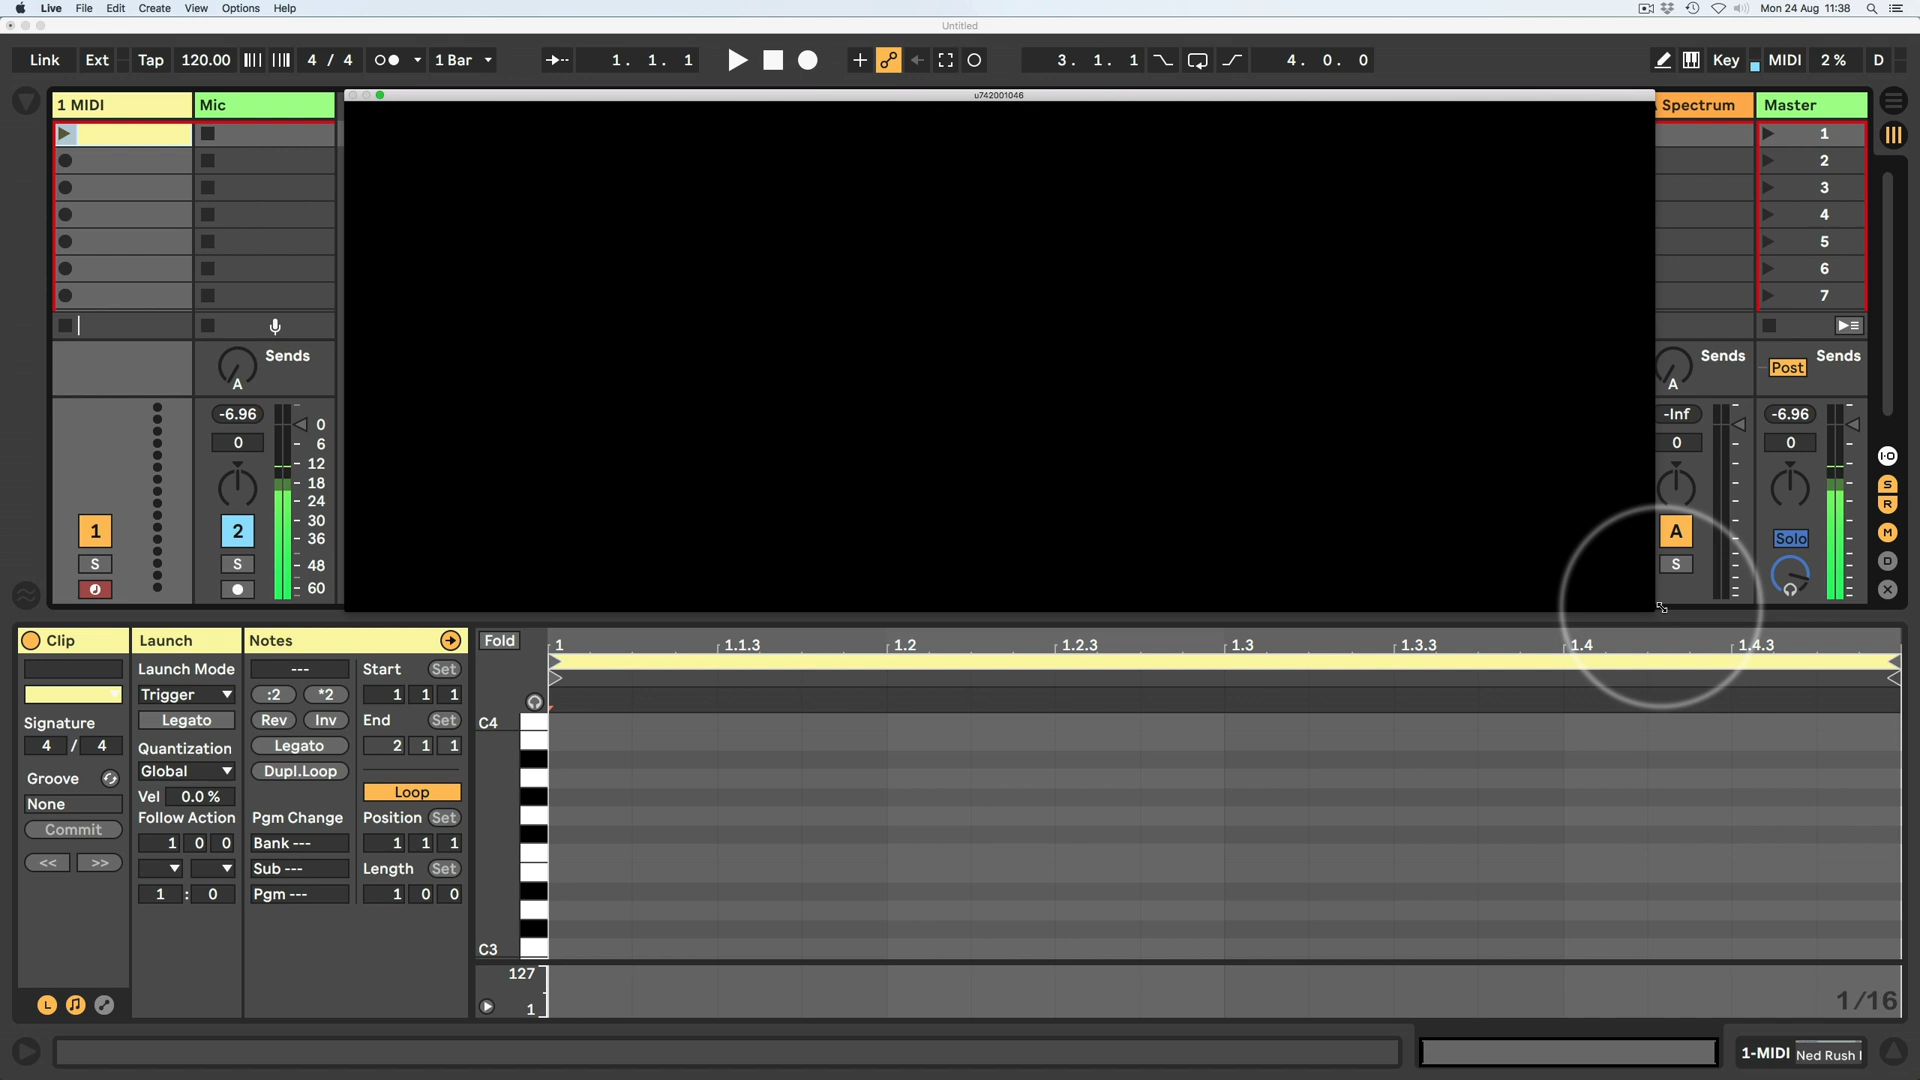 Live File Edit Create View Options Help Mon 24 Aug 11:38
Untitled
Link Ext Tap 120.00 4 / 4 1 Bar 1. 1. 1 3. 1. 1 4. 0. 0 Key MIDI 2 % D
1 MIDI Mic u742001046 Spectrum Master
1
2
3
4
5
6
7
Sends Sends Post Sends
A A
-6.96 -Inf -6.96
0 0 0 0
6
12
18
24
30
36
48
60
1 2 A Solo
S S S
I·O
S
R
M
D
Clip Launch Notes Fold 1 1.1.3 1.2 1.2.3 1.3 1.3.3 1.4 1.4.3
Launch Mode --- Start Set
Trigger :2 *2 1 1 1
Signature Legato Rev Inv End Set
4 / 4 Quantization Legato 2 1 1
Groove Global Dupl.Loop
None Vel 0.0 % Loop
Commit Follow Action Pgm Change Position Set
<< >> 1 0 0 Bank --- 1 1 1
Sub --- Length Set
1 : 0 Pgm --- 1 0 0
C4
C3
127
1
1/16
L
1-MIDI Ned Rush I